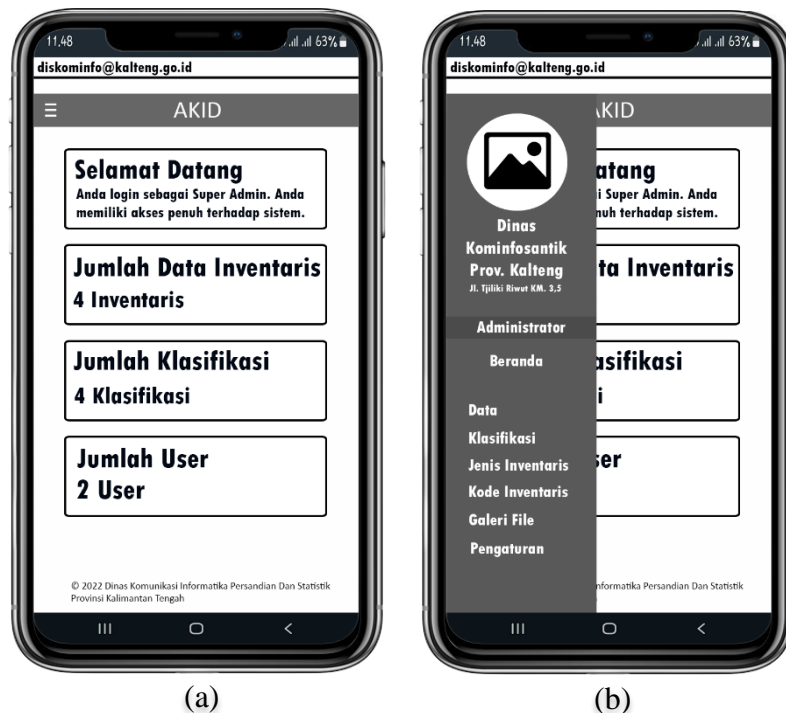 11,48
63%
diskominfo@kalteng.go.id
AKID
Selamat Datang
Anda login sebagai Super Admin. Anda
memiliki akses penuh terhadap sistem.
Jumlah Data Inventaris
4 Inventaris
Jumlah Klasifikasi
4 Klasifikasi
Jumlah User
2 User
© 2022 Dinas Komunikasi Informatika Persandian Dan Statistik
Provinsi Kalimantan Tengah
(a)
11,48
63%
diskominfo@kalteng.go.id
KID
Dinas
Kominfosantik
Prov. Kalteng
Jl. Tjiliki Riwut KM. 3,5
Administrator
Beranda
Data
Klasifikasi
Jenis Inventaris
Kode Inventaris
Galeri File
Pengaturan
atang
i Super Admin. Anda
nuh terhadap sistem.
ta Inventaris
asifikasi
i
ser
nformatika Persandian Dan Statistik
(b)